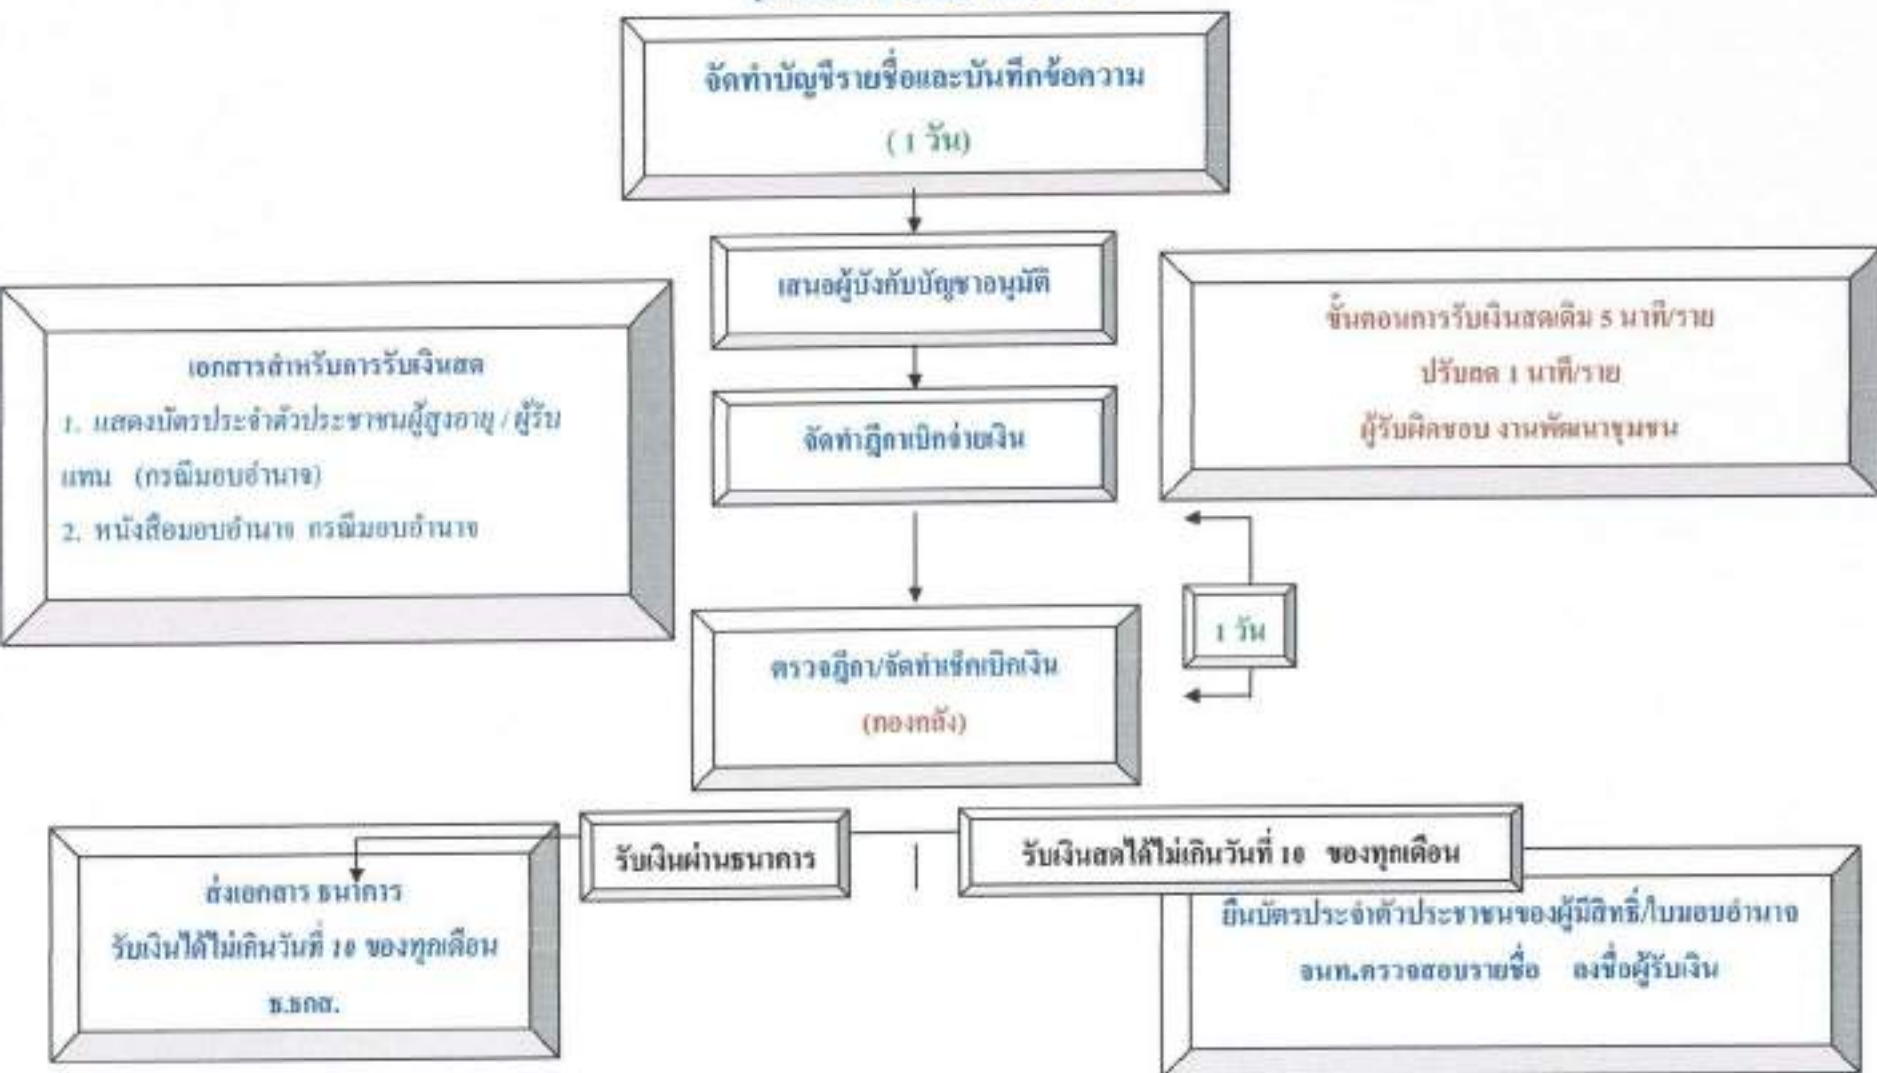 จัดทำบัญชีรายชื่อและบันทึกข้อความ
( 1 วัน)
เสนอผู้บังคับบัญชาอนุมัติ
เอกสารสำหรับการรับเงินสด
1. แสดงบัตรประจำตัวประชาชนผู้สูงอายุ / ผู้รับ
แทน (กรณีมอบอำนาจ)
2. หนังสือมอบอำนาจ กรณีมอบอำนาจ
ขั้นตอนการรับเงินสดเดิม 5 นาที/ราย
ปรับลด 1 นาที/ราย
ผู้รับผิดชอบ งานพัฒนาชุมชน
จัดทำฎีกาเบิกจ่ายเงิน
1 วัน
ตรวจฎีกา/จัดทำเช็คเบิกเงิน
(กองคลัง)
รับเงินผ่านธนาคาร
รับเงินสดได้ไม่เกินวันที่ 10 ของทุกเดือน
ส่งเอกสาร ธนาคาร
รับเงินได้ไม่เกินวันที่ 10 ของทุกเดือน
ธ.ธกส.
ยื่นบัตรประจำตัวประชาชนของผู้มีสิทธิ์/ใบมอบอำนาจ
จนท.ตรวจสอบรายชื่อ ลงชื่อผู้รับเงิน